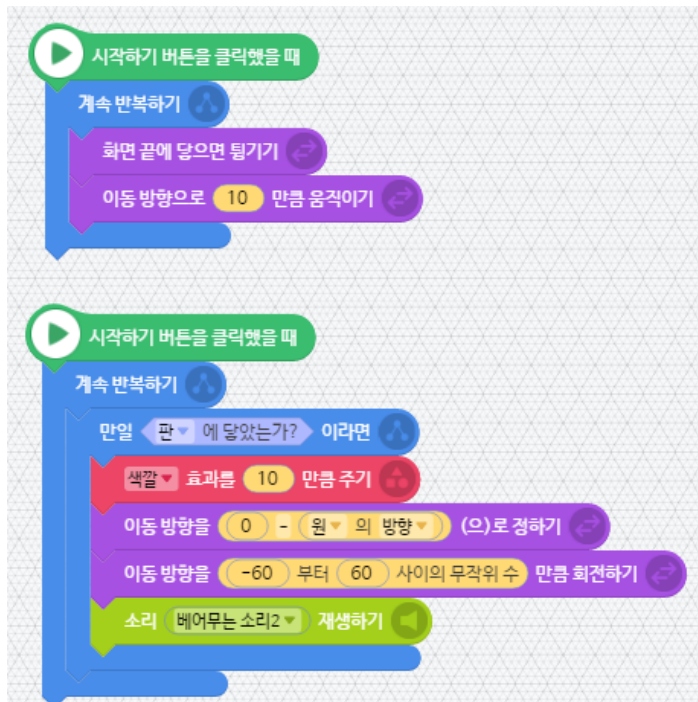 시작하기 버튼을 클릭했을 때
계속 반복하기
화면 끝에 닿으면 튕기기
이동 방향으로 10 만큼 움직이기
시작하기 버튼을 클릭했을 때
계속 반복하기
만일 판 에 닿았는가? 이라면
색깔 효과를 10 만큼 주기
이동 방향을 0 - 원 의 방향 (으)로 정하기
이동 방향을 -60 부터 60 사이의 무작위 수 만큼 회전하기
소리 베어무는 소리2 재생하기